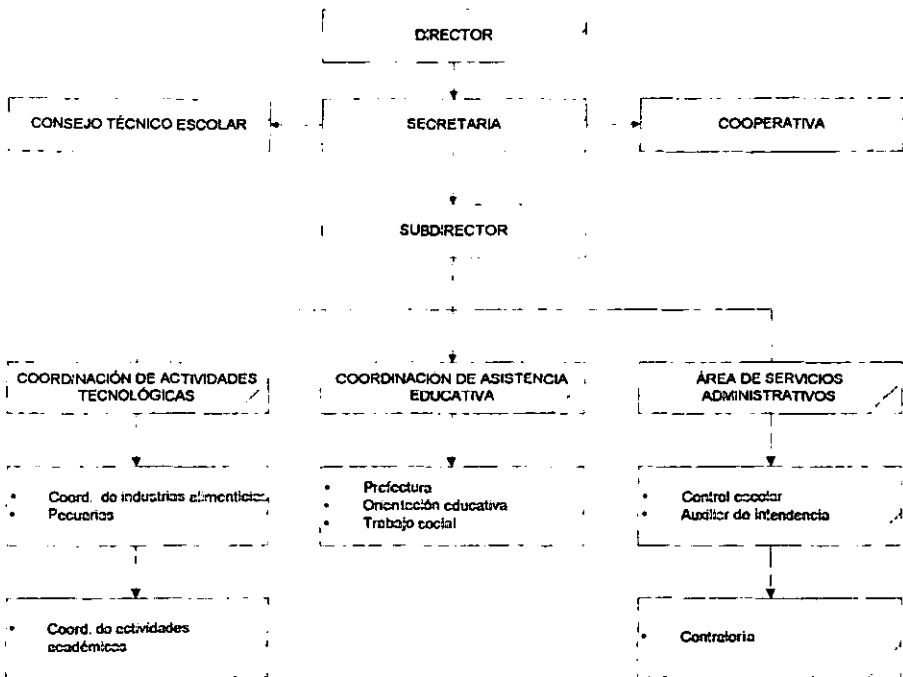 DIRECTOR
CONSEJO TÉCNICO ESCOLAR
SECRETARIA
COOPERATIVA
SUBDIRECTOR
COORDINACIÓN DE ACTIVIDADES
TECNOLÓGICAS
COORDINACION DE ASISTENCIA
EDUCATIVA
ÁREA DE SERVICIOS
ADMINISTRATIVOS
• Coord. de industrias alimenticias
• Pecuarias
• Prefectura
• Orientación educativa
• Trabajo social
• Control escolar
• Auxiliar de intendencia
• Coord. de actividades
académicas
• Contraloria